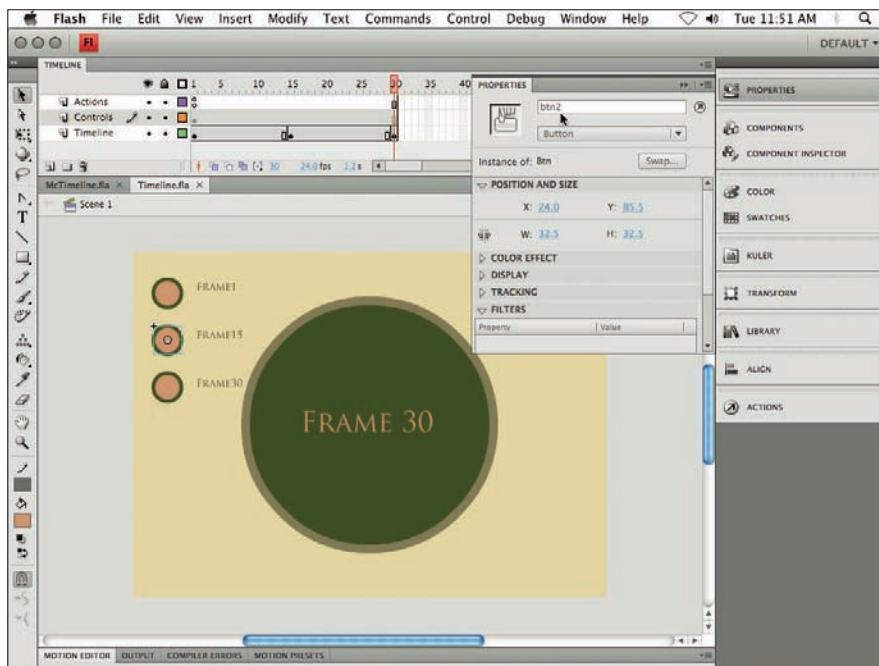 Flash File Edit View Insert Modify Text Commands Control Debug Window Help Tue 11:51 AM
Fl DEFAULT
TIMELINE
1 5 10 15 20 25 30 35 40
Actions
Controls
Timeline
30 24.0 fps 1.2 s
McTimeline.fla × Timeline.fla ×
Scene 1
PROPERTIES
btn2
Button
Instance of: Btn Swap...
POSITION AND SIZE
X: 24.0 Y: 85.5
W: 32.5 H: 32.5
COLOR EFFECT
DISPLAY
TRACKING
FILTERS
Property Value
PROPERTIES
COMPONENTS
COMPONENT INSPECTOR
COLOR
SWATCHES
KULER
TRANSFORM
LIBRARY
ALIGN
ACTIONS
FRAME1
FRAME15
FRAME30
FRAME 30
MOTION EDITOR OUTPUT COMPILER ERRORS MOTION PRESETS